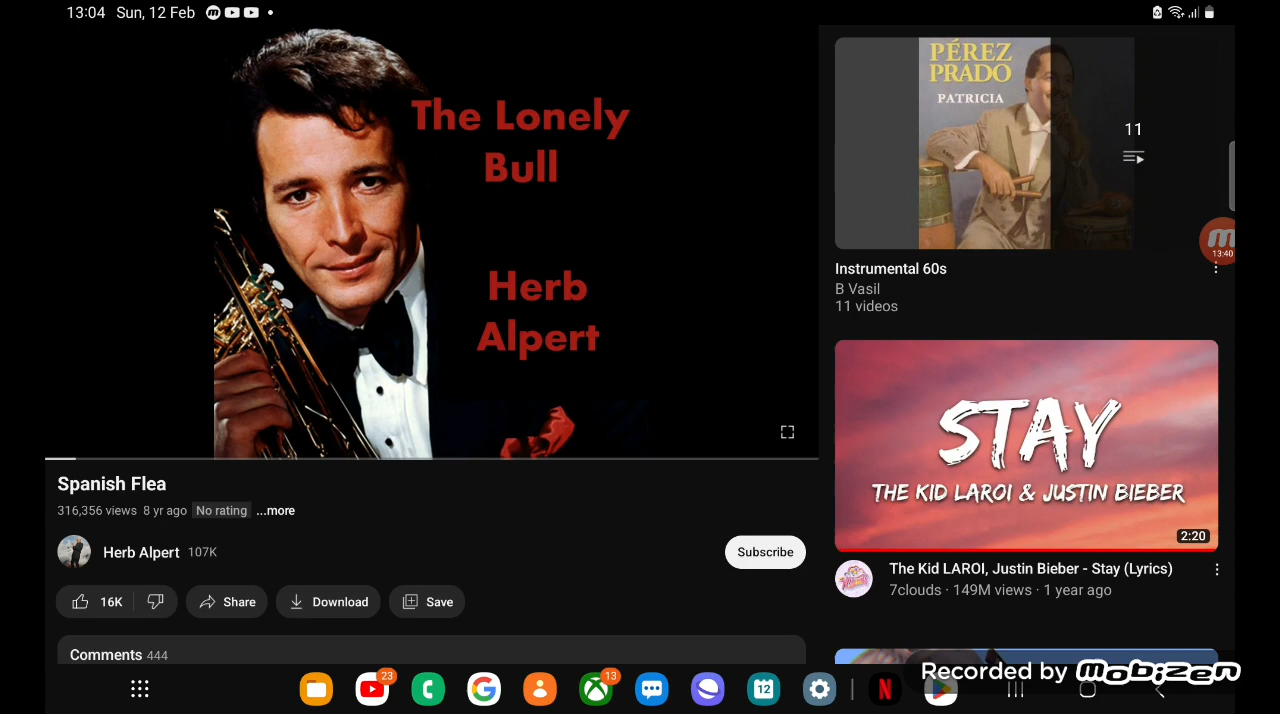 13:04 Sun, 12 Feb
The Lonely
Bull
Herb
Alpert
Spanish Flea
316,356 views 8 yr ago No rating ...more
Herb Alpert 107K
Subscribe
16K
Share
Download
Save
Comments 444
PÉREZ
PRADO
PATRICIA
11
13:40
Instrumental 60s
B Vasil
11 videos
STAY
THE KID LAROI & JUSTIN BIEBER
2:20
The Kid LAROI, Justin Bieber - Stay (Lyrics)
7clouds · 149M views · 1 year ago
Recorded by Mobizen
23
13
12